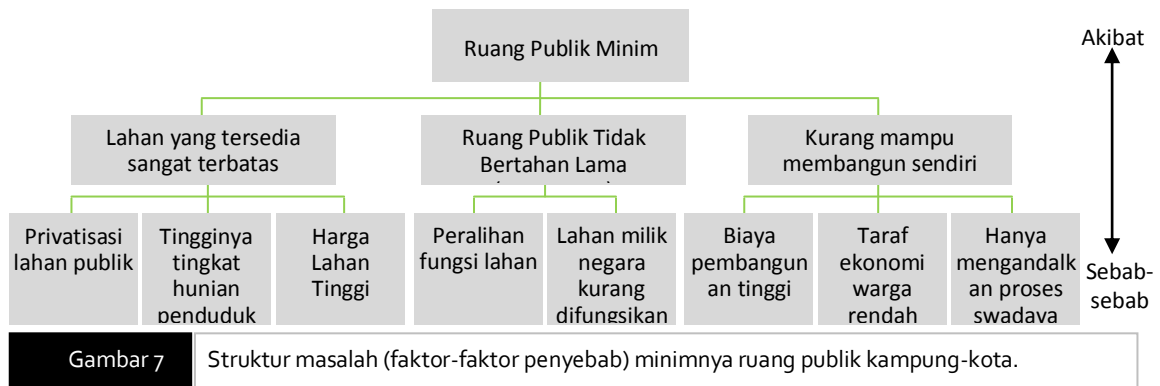 Ruang Publik Minim
Akibat
Lahan yang tersedia
sangat terbatas
Ruang Publik Tidak
Bertahan Lama
Kurang mampu
membangun sendiri
Privatisasi
lahan publik
Tingginya
tingkat
hunian
penduduk
Harga
Lahan
Tinggi
Peralihan
fungsi lahan
Lahan milik
negara
kurang
difungsikan
Biaya
pembangun
an tinggi
Taraf
ekonomi
warga
rendah
Hanya
mengandalk
an proses
swadaya
Sebab-
sebab
Gambar 7
Struktur masalah (faktor-faktor penyebab) minimnya ruang publik kampung-kota.